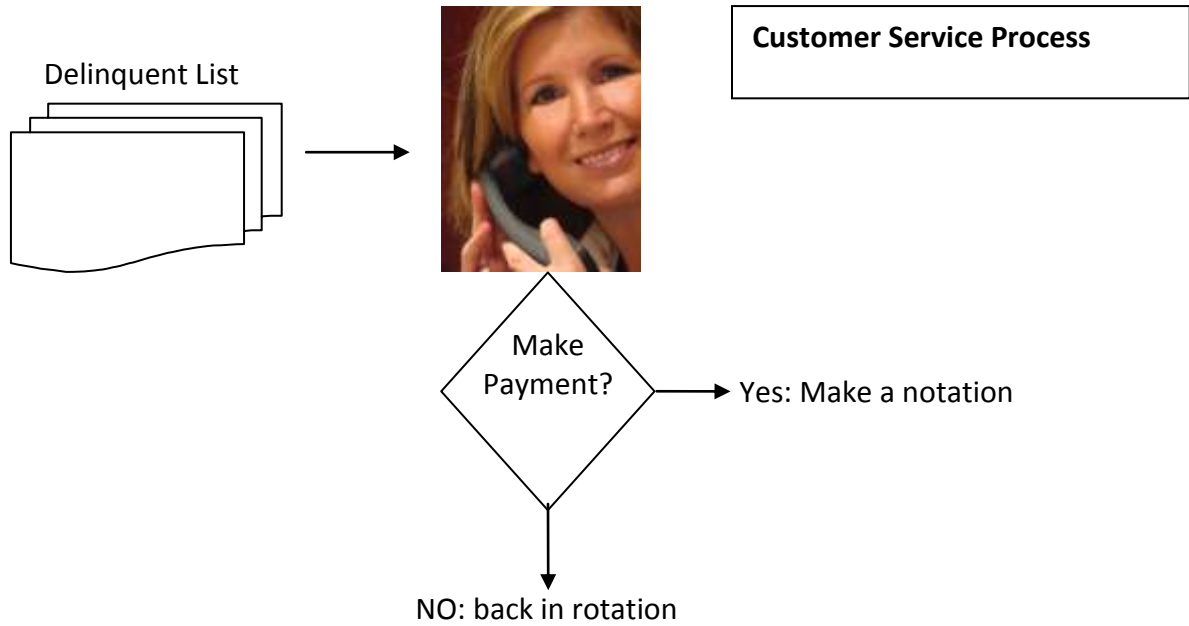 Customer Service Process
Delinquent List
Make
Payment?
Yes: Make a notation
NO: back in rotation